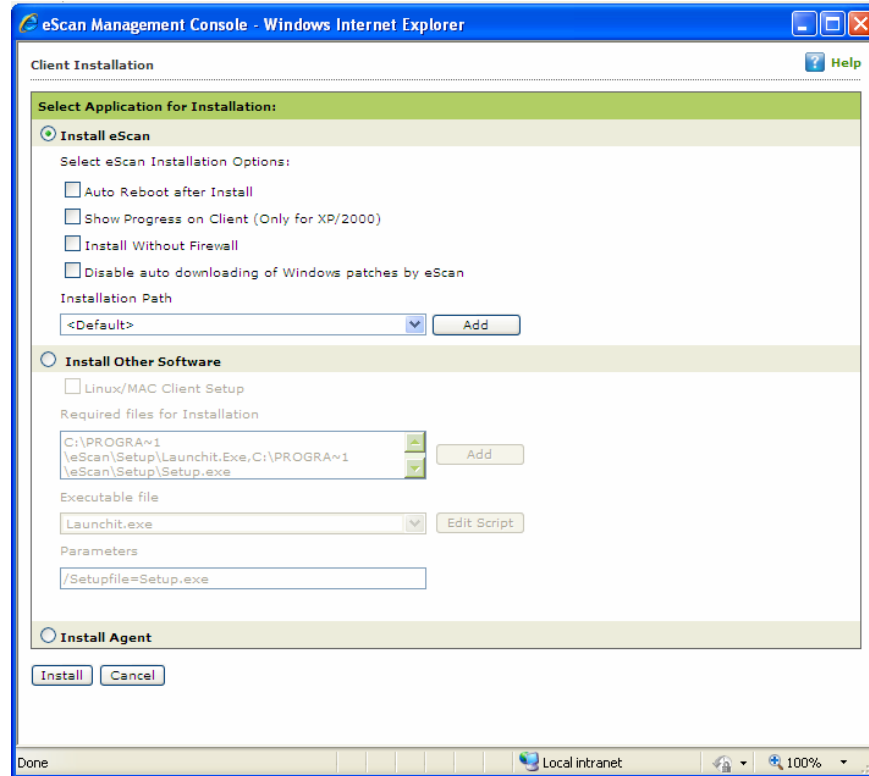 eScan Management Console - Windows Internet Explorer
Client Installation
Help
Select Application for Installation:
Install eScan
Select eScan Installation Options:
Auto Reboot after Install
Show Progress on Client (Only for XP/2000)
Install Without Firewall
Disable auto downloading of Windows patches by eScan
Installation Path
<Default>
Add
Install Other Software
Linux/MAC Client Setup
Required files for Installation
C:\PROGRA~1
\eScan\Setup\Launchit.Exe,C:\PROGRA~1
\eScan\Setup\Setup.exe
Add
Executable file
Launchit.exe
Edit Script
Parameters
/Setupfile=Setup.exe
Install Agent
Install
Cancel
Done
Local intranet
100%